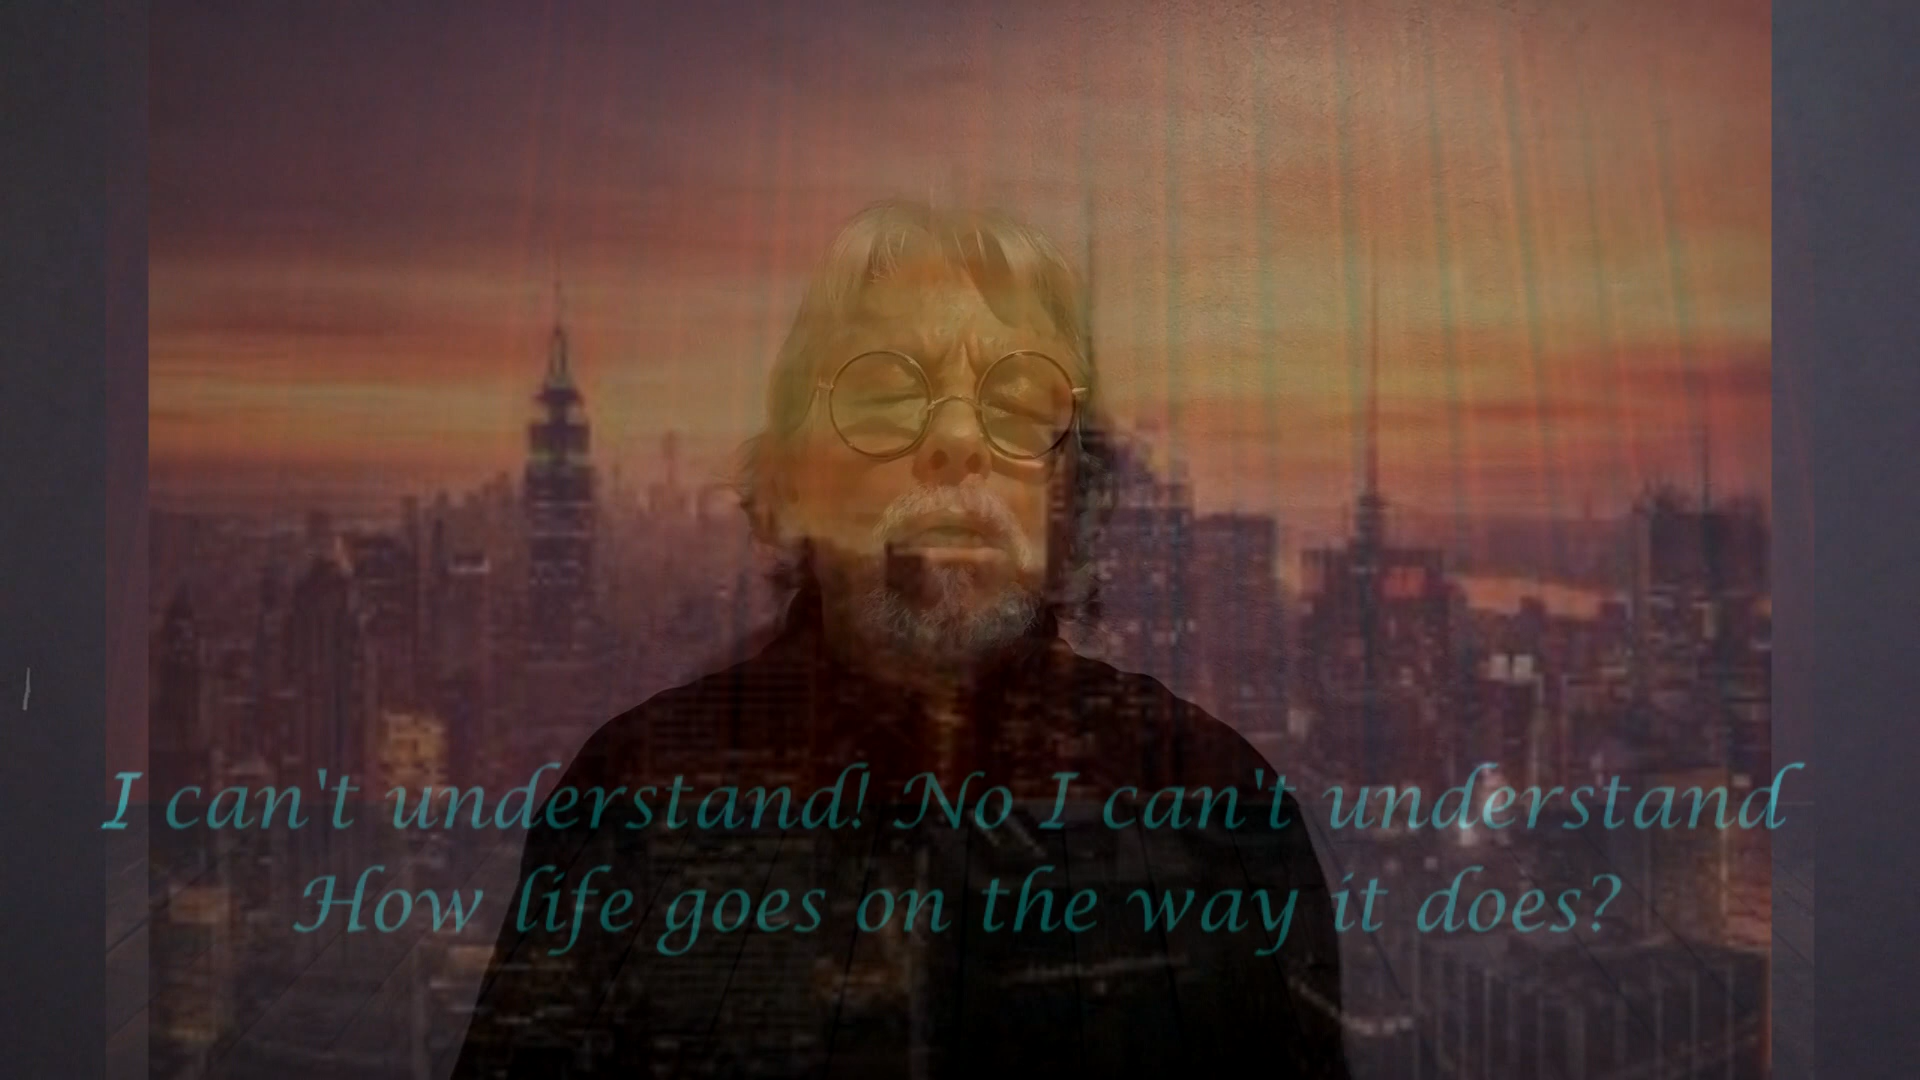 I can't understand! No I can't understand
How life goes on the way it does?